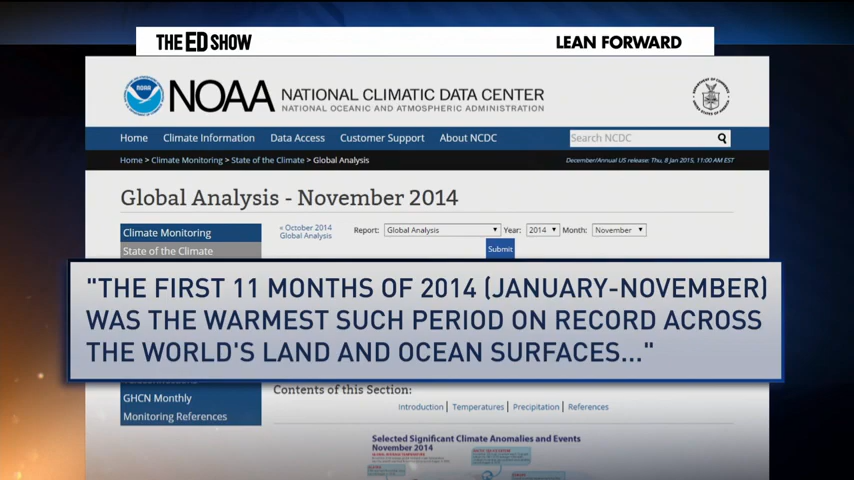 THE ED SHOW
LEAN FORWARD
NOAA
NOAA NATIONAL CLIMATIC DATA CENTER
NATIONAL OCEANIC AND ATMOSPHERIC ADMINISTRATION
Home Climate Information Data Access Customer Support About NCDC Search NCDC
Home > Climate Monitoring > State of the Climate > Global Analysis
December/Annual US release: Thu, 8 Jan 2015, 11:00 AM EST
Global Analysis - November 2014
Climate Monitoring
State of the Climate
« October 2014
Global Analysis
Report: Global Analysis Year: 2014 Month: November
Submit
"THE FIRST 11 MONTHS OF 2014 (JANUARY-NOVEMBER)
WAS THE WARMEST SUCH PERIOD ON RECORD ACROSS
THE WORLD'S LAND AND OCEAN SURFACES..."
GHCN Monthly
Monitoring References
Contents of this Section:
Introduction | Temperatures | Precipitation | References
Selected Significant Climate Anomalies and Events
November 2014